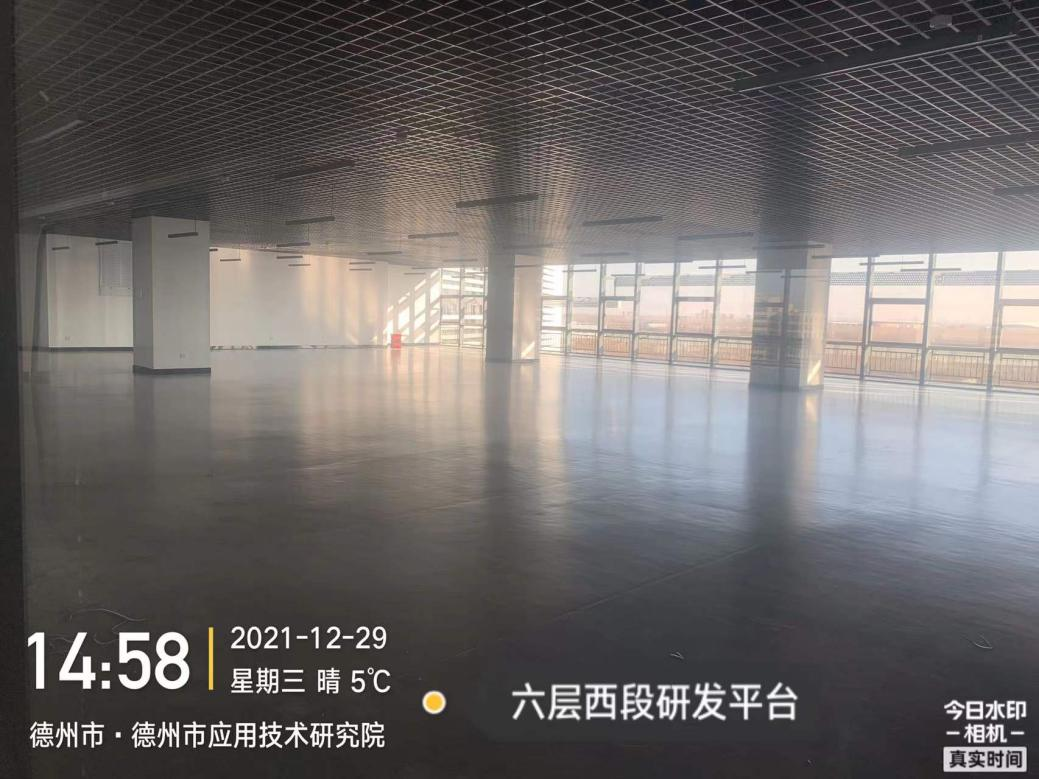 14:58
2021-12-29
星期三 晴 5℃
德州市·德州市应用技术研究院
六层西段研发平台
今日水印
相机
真实时间